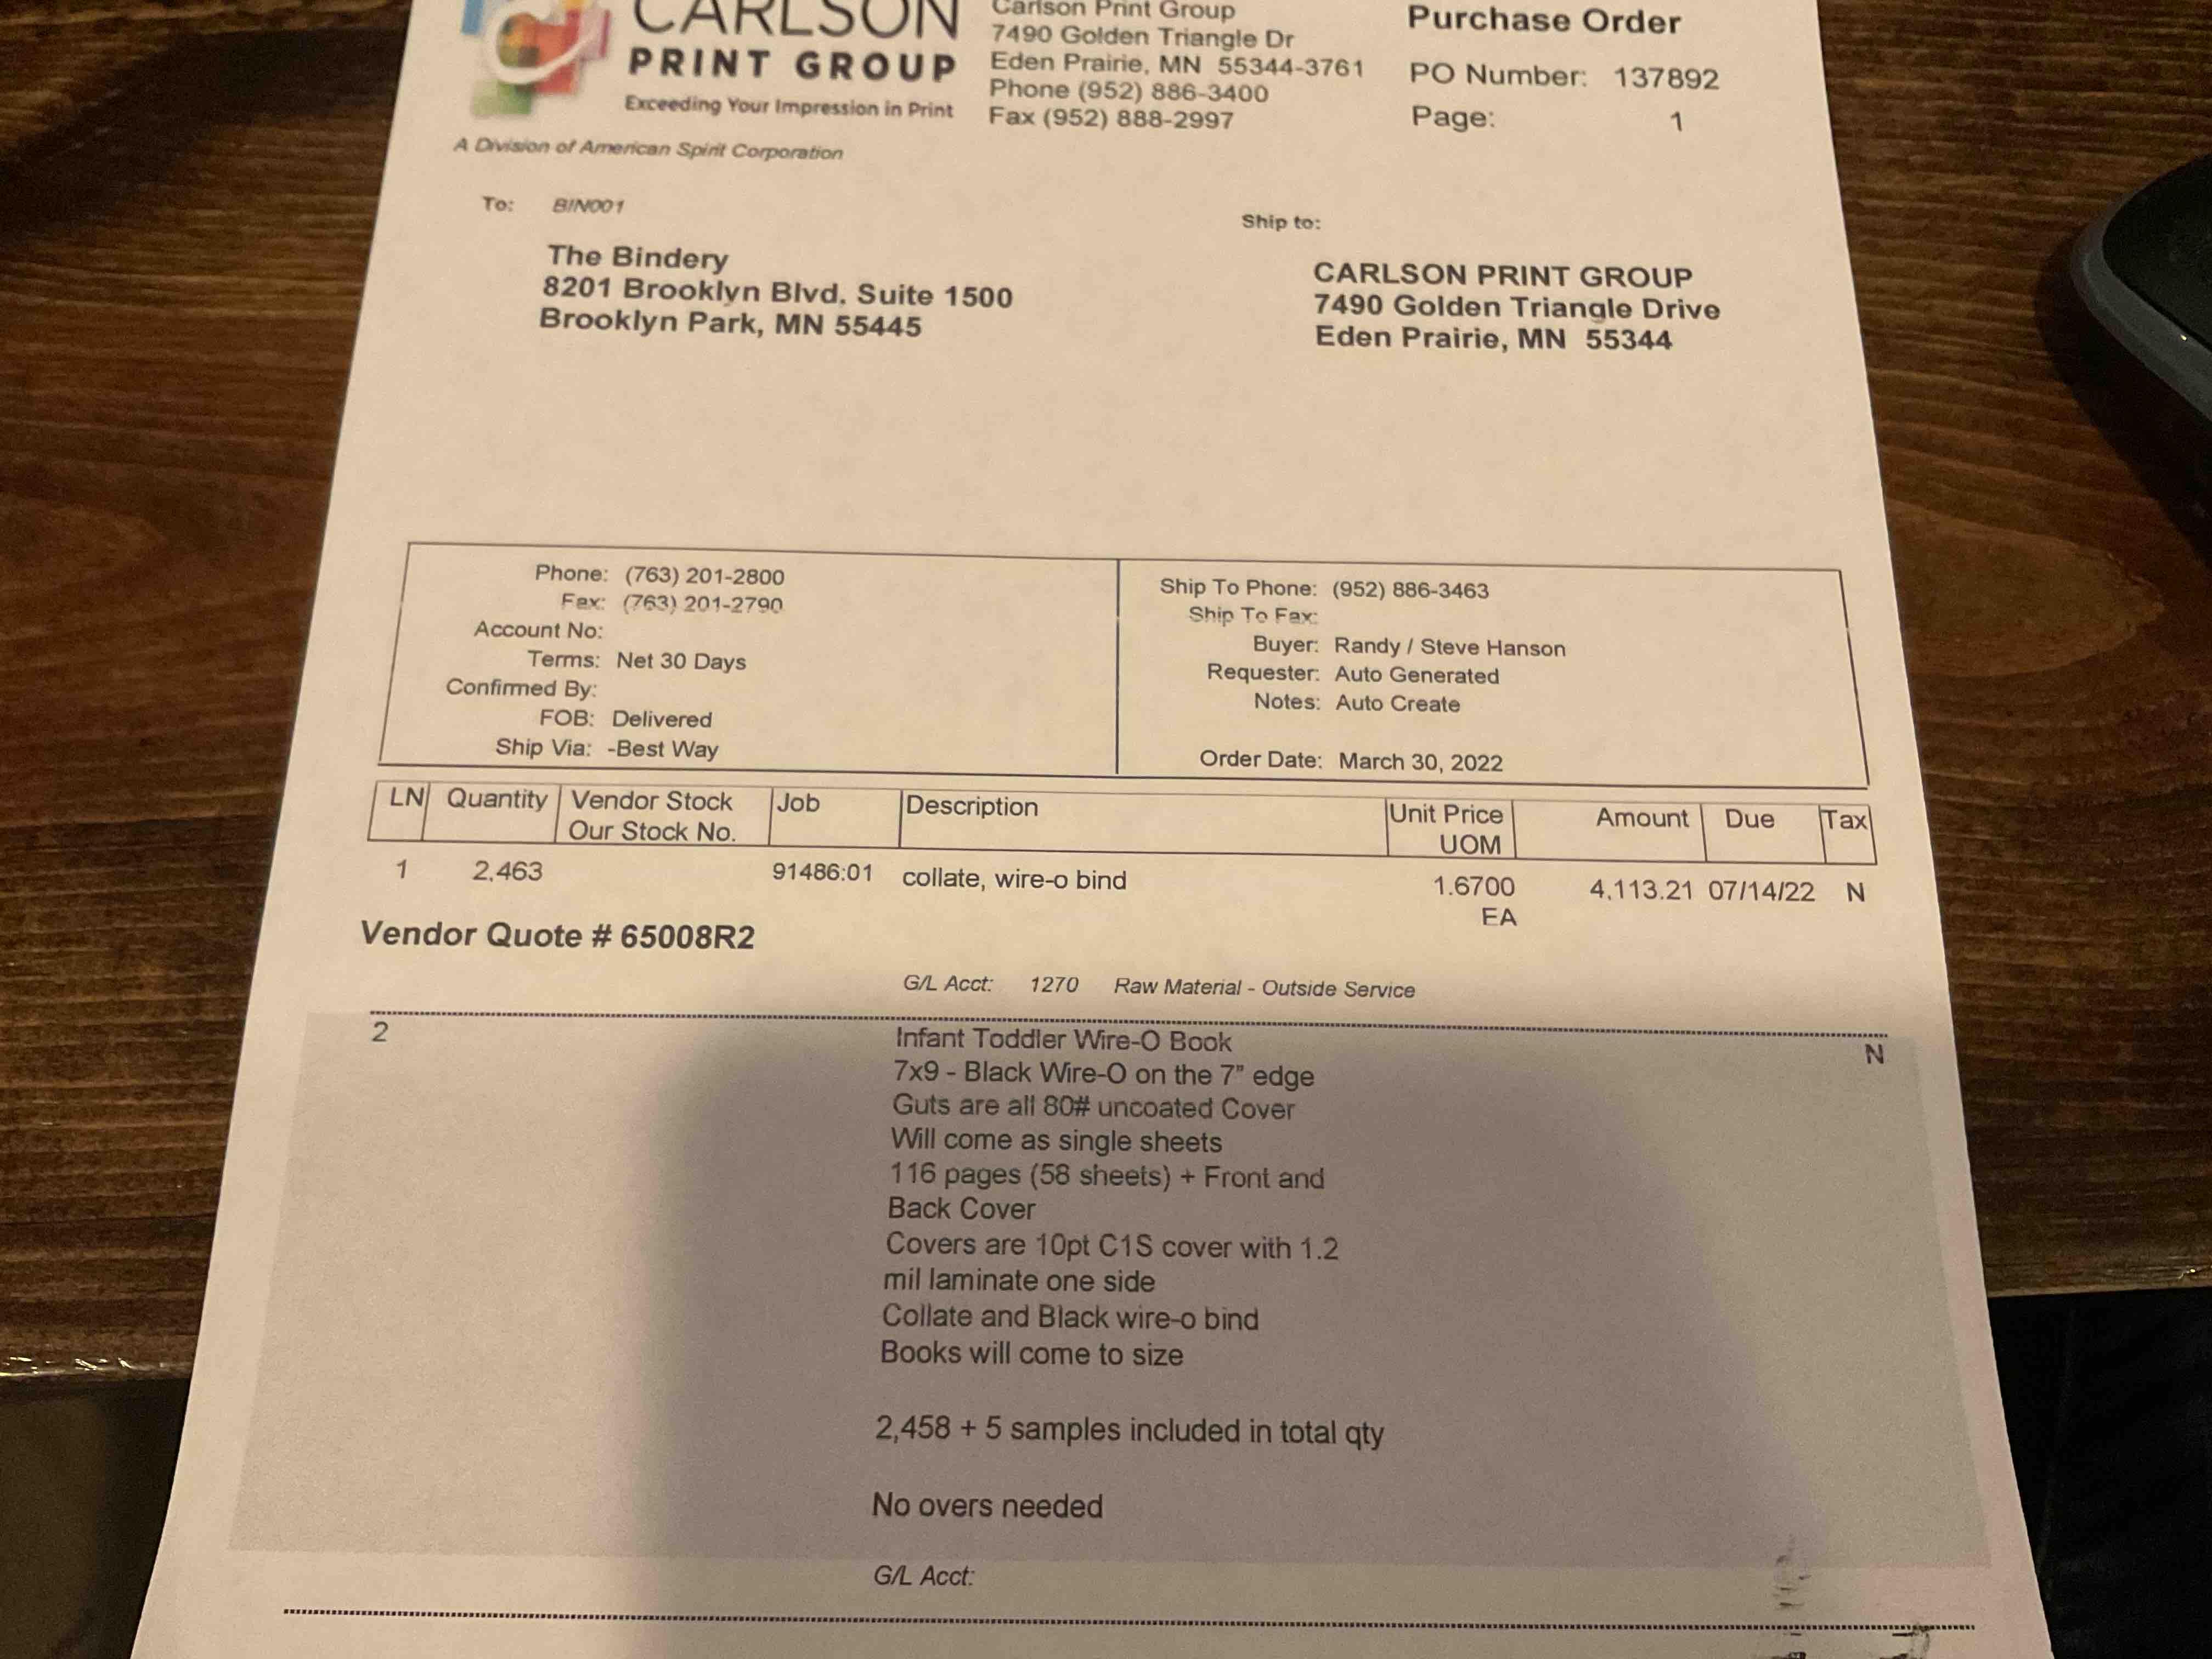 CARLSON
PRINT GROUP
Exceeding Your Impression in Print
A Division of American Spirit Corporation
Carlson Print Group
7490 Golden Triangle Dr
Eden Prairie, MN 55344-3761
Phone (952) 886-3400
Fax (952) 888-2997
Purchase Order
PO Number: 137892
Page: 1
To: BIN001
The Bindery
8201 Brooklyn Blvd. Suite 1500
Brooklyn Park, MN 55445
Ship to:
CARLSON PRINT GROUP
7490 Golden Triangle Drive
Eden Prairie, MN 55344
Phone: (763) 201-2800
Fax: (763) 201-2790
Account No:
Terms: Net 30 Days
Confirmed By:
FOB: Delivered
Ship Via: -Best Way
Ship To Phone: (952) 886-3463
Ship To Fax:
Buyer: Randy / Steve Hanson
Requester: Auto Generated
Notes: Auto Create
Order Date: March 30, 2022
LN Quantity Vendor Stock Job Description Unit Price Amount Due Tax
Our Stock No. UOM
1 2,463 91486:01 collate, wire-o bind 1.6700 4,113.21 07/14/22 N
EA
Vendor Quote # 65008R2
G/L Acct: 1270 Raw Material - Outside Service
2 Infant Toddler Wire-O Book N
7x9 - Black Wire-O on the 7" edge
Guts are all 80# uncoated Cover
Will come as single sheets
116 pages (58 sheets) + Front and
Back Cover
Covers are 10pt C1S cover with 1.2
mil laminate one side
Collate and Black wire-o bind
Books will come to size
2,458 + 5 samples included in total qty
No overs needed
G/L Acct: